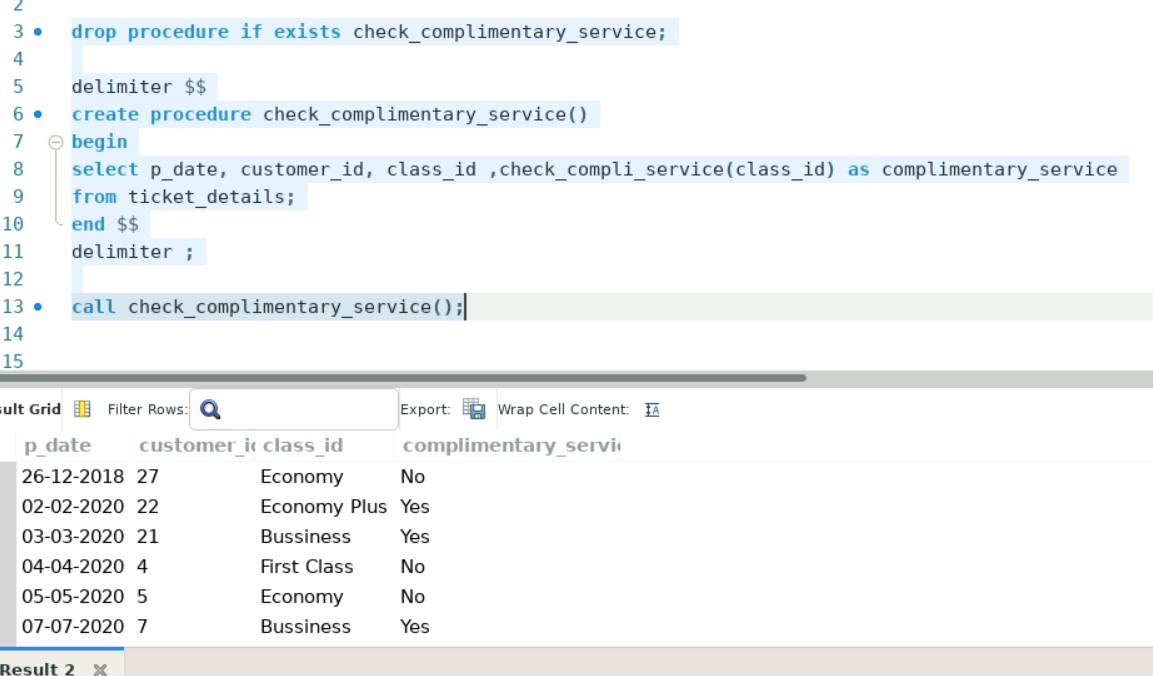 2
3 drop procedure if exists check_complimentary_service;
4
5 delimiter $$
6 create procedure check_complimentary_service()
7 begin
8 select p_date, customer_id, class_id ,check_compli_service(class_id) as complimentary_service
9 from ticket_details;
10 end $$
11 delimiter ;
12
13 call check_complimentary_service();
14
15
sult Grid Filter Rows: Export: Wrap Cell Content: IA
p_date customer_id class_id complimentary_servi
26-12-2018 27 Economy No
02-02-2020 22 Economy Plus Yes
03-03-2020 21 Bussiness Yes
04-04-2020 4 First Class No
05-05-2020 5 Economy No
07-07-2020 7 Bussiness Yes
Result 2